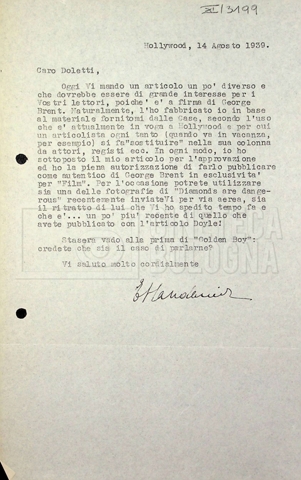 XI/3199
Hollywood, 14 Agosto 1939.
Caro Doletti,
Oggi Vi mando un articolo un po' diverso e
che dovrebbe essere di grande interesse per i
Vostri lettori, poiche' e' a firma di George
Brent. Naturalmente, l'ho fabricato io in base
al materiale fornitomi dalle Case, secondo l'uso
che e' attualmente in voga a Hollywood e per cui
un articolista ogni tanto (quando va in vacanza,
per esempio) si fa "sostituire" nella sua colonna
da attori, registi ecc. In ogni modo, io ho
sottoposto il mio articolo per l'approvazione
ed ho la piena autorizzazione di farlo pubblicare
come autentico di George Brent in esclusivita'
per "Film". Per l'occasione potrete utilizzare
sia una delle fotografie di "Diamonds are dange-
rous" recentemente inviateVi per via aerea, sia
il ritratto di lui che Vi ho spedito tempo fa e
che e'... un po' piu' recente di quello che
avete pubblicato con l'articolo Doyle!
Stasera vado alla prima di "Golden Boy":
credete che sia il caso di parlarne?
Vi saluto molto cordialmente